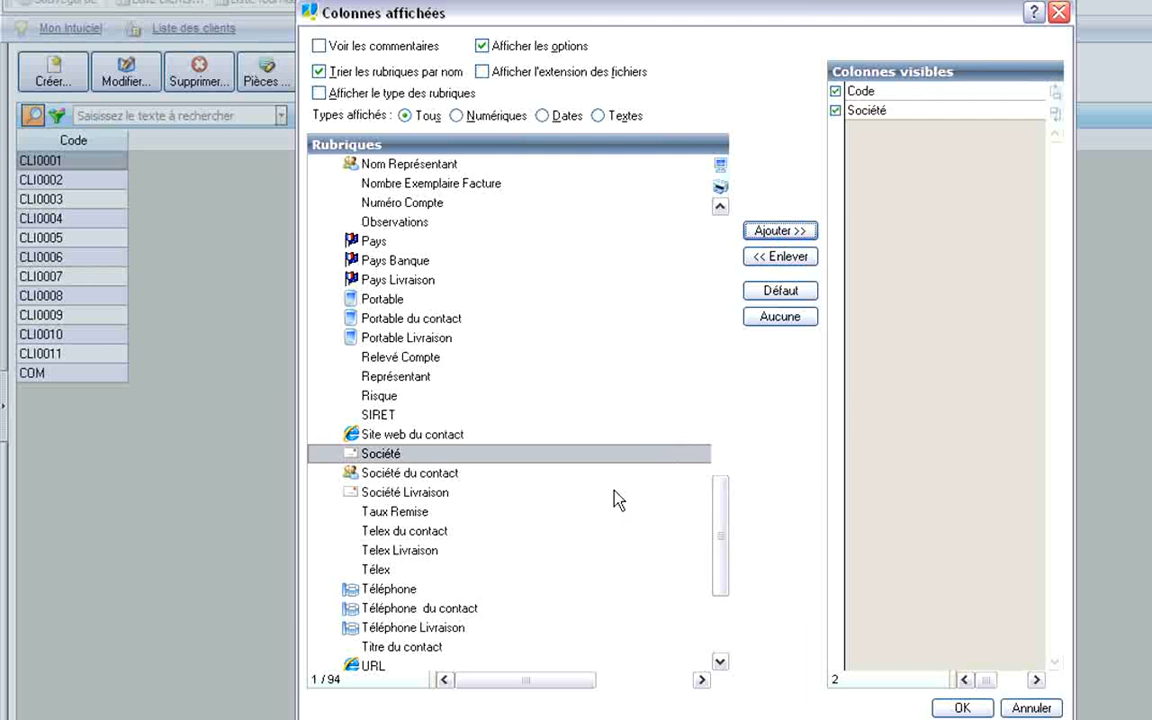 Colonnes affichées
?
Mon Intuiciel
Liste des clients
Créer...
Modifier...
Supprimer...
Pièces ...
Saisissez le texte à rechercher
Code
CLI0001
CLI0002
CLI0003
CLI0004
CLI0005
CLI0006
CLI0007
CLI0008
CLI0009
CLI0010
CLI0011
COM
Voir les commentaires
Afficher les options
Trier les rubriques par nom
Afficher l'extension des fichiers
Afficher le type des rubriques
Types affichés :
Tous
Numériques
Dates
Textes
Rubriques
Nom Représentant
Nombre Exemplaire Facture
Numéro Compte
Observations
Pays
Pays Banque
Pays Livraison
Portable
Portable du contact
Portable Livraison
Relevé Compte
Représentant
Risque
SIRET
Site web du contact
Société
Société du contact
Société Livraison
Taux Remise
Telex du contact
Telex Livraison
Télex
Téléphone
Téléphone du contact
Téléphone Livraison
Titre du contact
URL
1 / 94
Ajouter >>
<< Enlever
Défaut
Aucune
Colonnes visibles
Code
Société
2
OK
Annuler